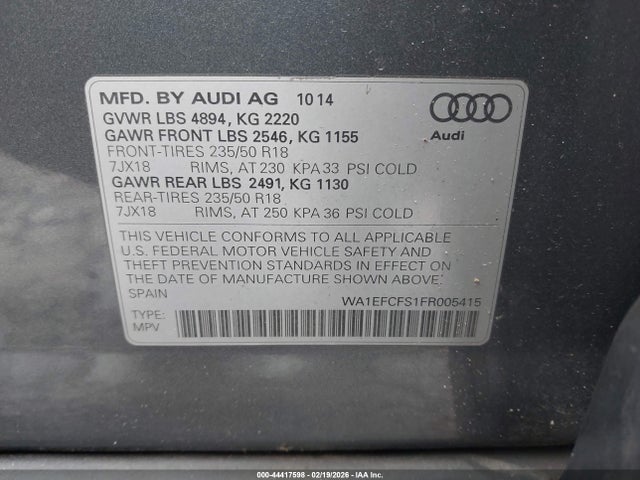 MFD. BY AUDI AG 10 14
GVWR LBS 4894, KG 2220
GAWR FRONT LBS 2546, KG 1155
FRONT-TIRES 235/50 R18
7JX18 RIMS, AT 230 KPA 33 PSI COLD
GAWR REAR LBS 2491, KG 1130
REAR-TIRES 235/50 R18
7JX18 RIMS, AT 250 KPA 36 PSI COLD
Audi
THIS VEHICLE CONFORMS TO ALL APPLICABLE
U.S. FEDERAL MOTOR VEHICLE SAFETY AND
THEFT PREVENTION STANDARDS IN EFFECT ON
THE DATE OF MANUFACTURE SHOWN ABOVE:
SPAIN WA1EFCFS1FR005415
TYPE:
MPV
000-44417598 - 02/19/2026 - IAA Inc.